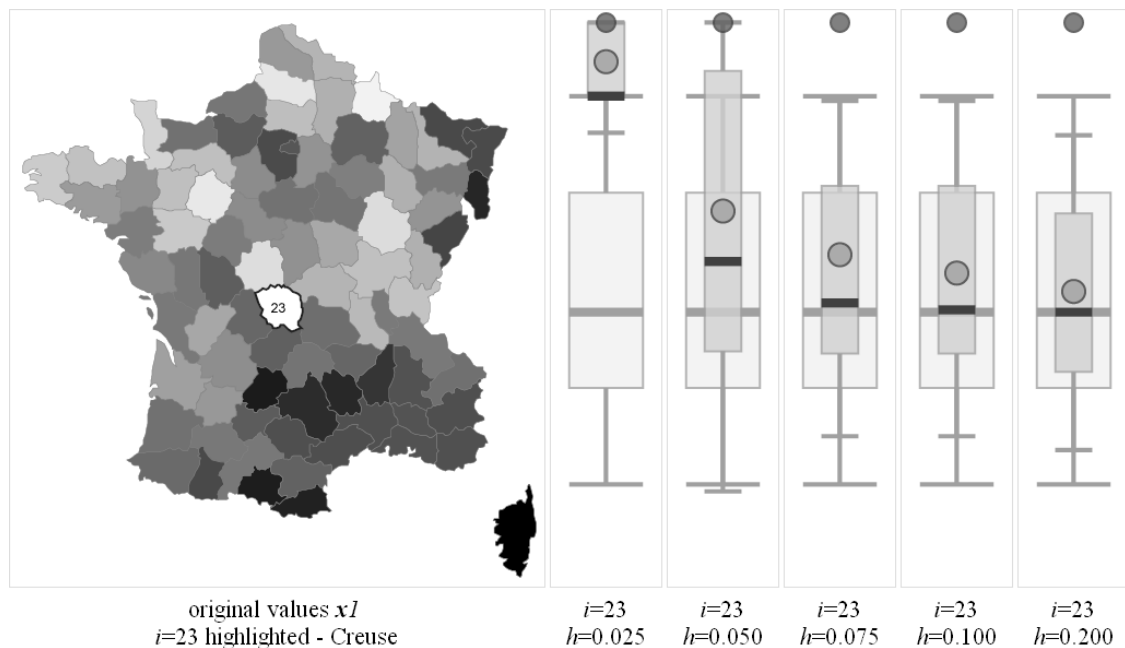 23
original values x1
i=23 highlighted - Creuse
i=23
h=0.025
i=23
h=0.050
i=23
h=0.075
i=23
h=0.100
i=23
h=0.200